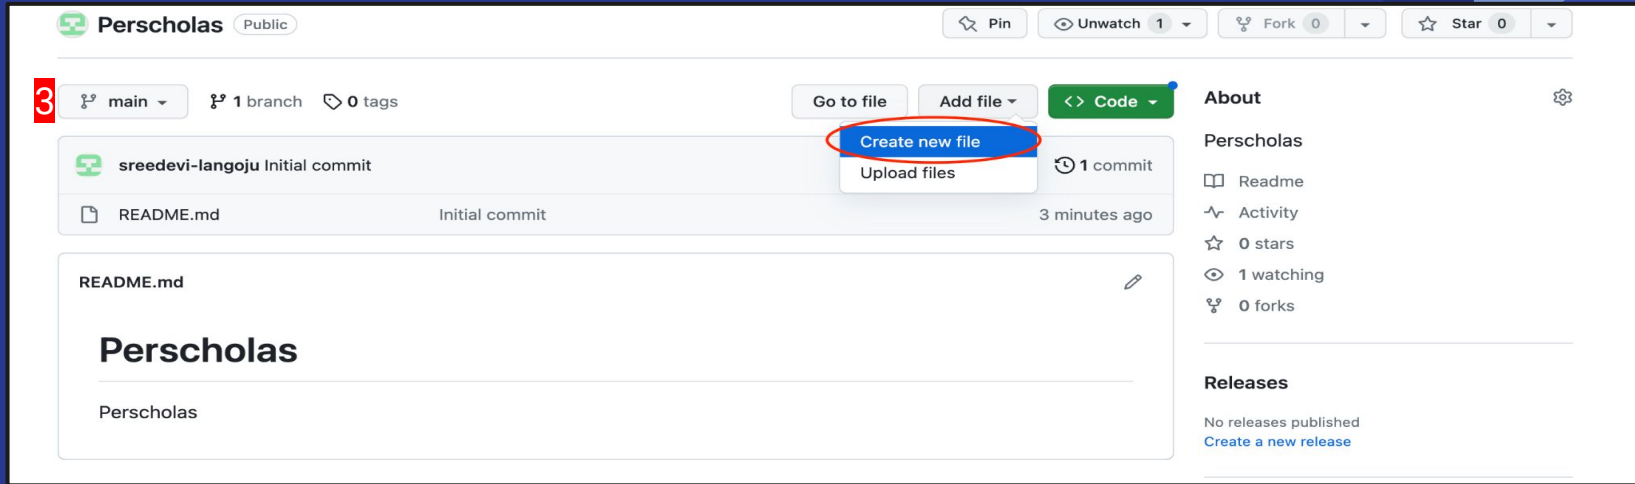 Perscholas Public Pin Unwatch 1 Fork 0 Star 0
3 main 1 branch 0 tags Go to file Add file <> Code
Create new file
Upload files
sreedevi-langoju Initial commit 1 commit
README.md Initial commit 3 minutes ago
README.md
Perscholas
Perscholas
About
Perscholas
Readme
Activity
0 stars
1 watching
0 forks
Releases
No releases published
Create a new release